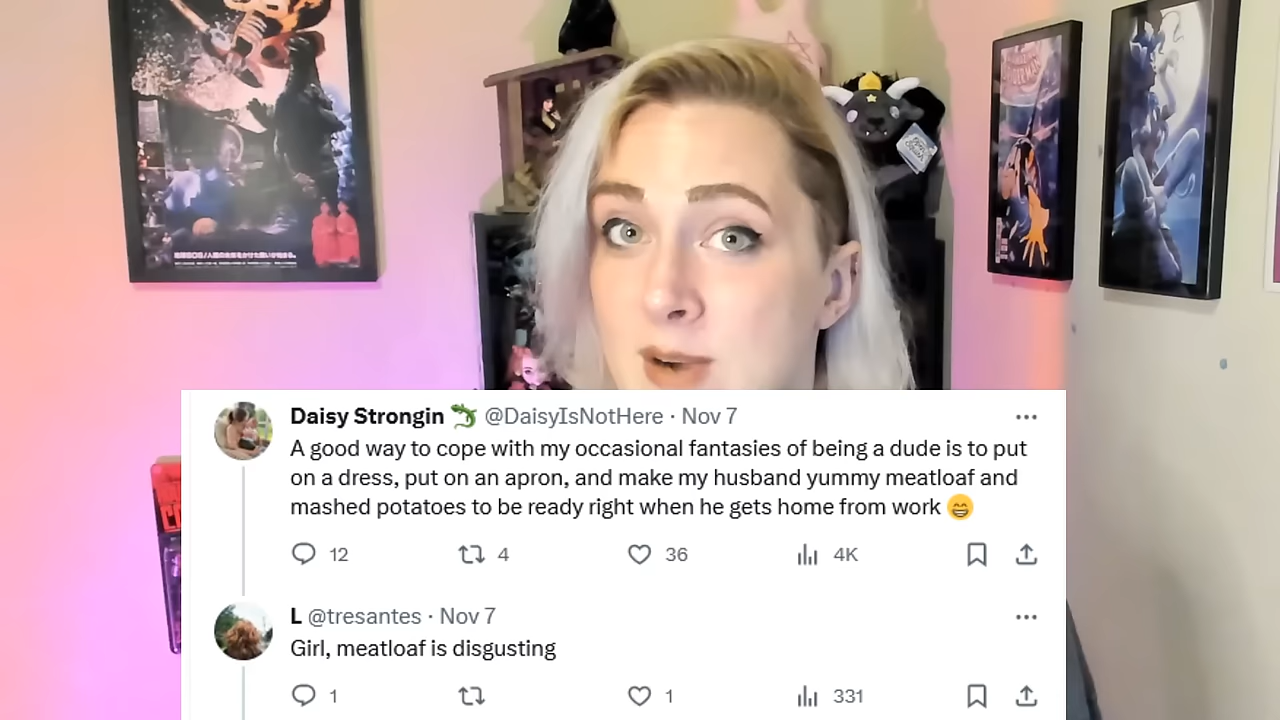 SPIDERMAN
Daisy Strongin 🦎 @DaisyIsNotHere · Nov 7
A good way to cope with my occasional fantasies of being a dude is to put
on a dress, put on an apron, and make my husband yummy meatloaf and
mashed potatoes to be ready right when he gets home from work 😁
12 4 36 4K
L @tresantes · Nov 7
Girl, meatloaf is disgusting
1 1 331